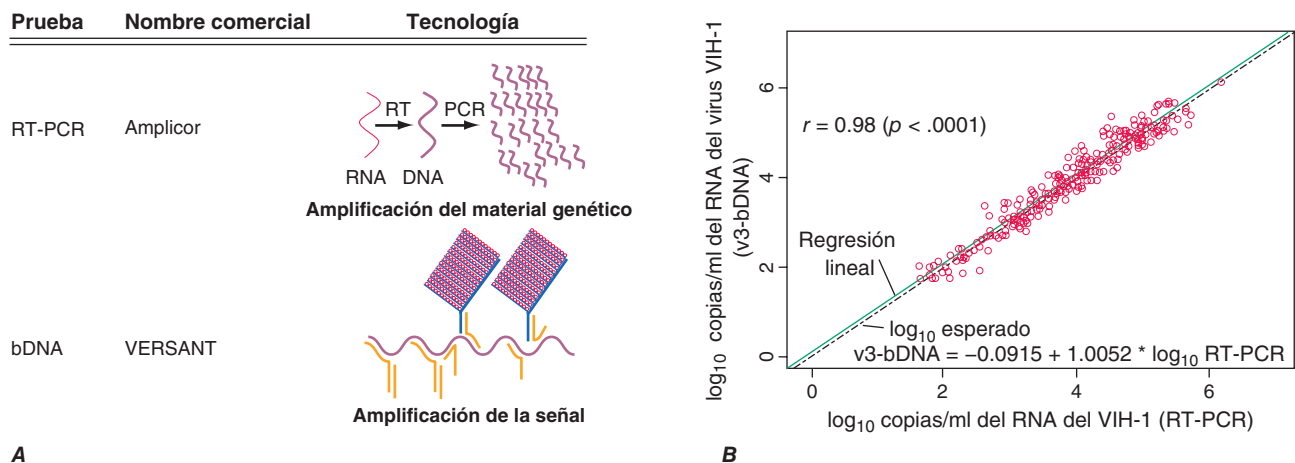 Prueba Nombre comercial Tecnología
RT-PCR Amplicor
RT PCR
RNA DNA
Amplificación del material genético
bDNA VERSANT
Amplificación de la señal
A
log10 copias/ml del RNA del virus VIH-1
(v3-bDNA)
6
4
2
0
r = 0.98 (p < .0001)
Regresión
lineal
log10 esperado
v3-bDNA = −0.0915 + 1.0052 * log10 RT-PCR
0 2 4 6
log10 copias/ml del RNA del VIH-1 (RT-PCR)
B